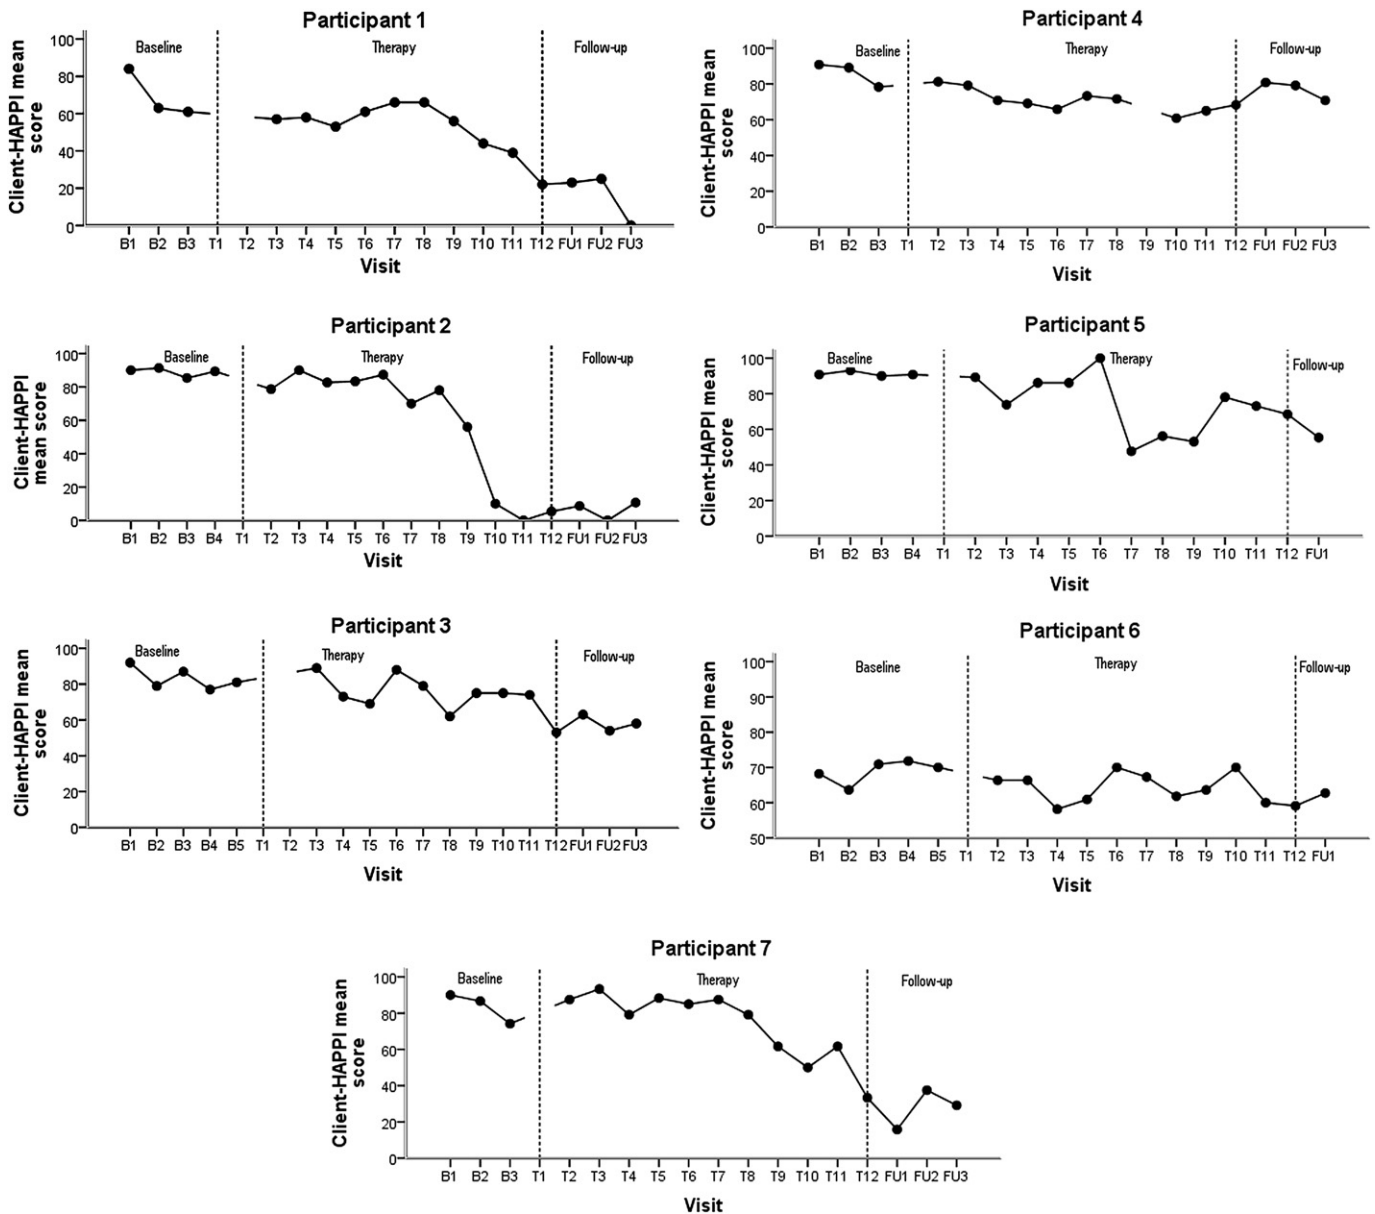 Participant 1
Client-HAPPI mean
score
100
80
60
40
20
0
Baseline
Therapy
Follow-up
B1 B2 B3 T1 T2 T3 T4 T5 T6 T7 T8 T9 T10 T11 T12 FU1 FU2 FU3
Visit
Participant 4
Client-HAPPI mean
score
100
80
60
40
20
0
Baseline
Therapy
Follow-up
B1 B2 B3 T1 T2 T3 T4 T5 T6 T7 T8 T9 T10 T11 T12 FU1 FU2 FU3
Visit
Participant 2
Client-HAPPI
mean score
100
80
60
40
20
0
Baseline
Therapy
Follow-up
B1 B2 B3 B4 T1 T2 T3 T4 T5 T6 T7 T8 T9 T10 T11 T12 FU1 FU2 FU3
Visit
Participant 5
Client-HAPPI mean
score
100
80
60
40
20
0
Baseline
Therapy
Follow-up
B1 B2 B3 B4 T1 T2 T3 T4 T5 T6 T7 T8 T9 T10 T11 T12 FU1
Visit
Participant 3
Client-HAPPI mean
score
100
80
60
40
20
0
Baseline
Therapy
Follow-up
B1 B2 B3 B4 B5 T1 T2 T3 T4 T5 T6 T7 T8 T9 T10 T11 T12 FU1 FU2 FU3
Visit
Participant 6
Client-HAPPI mean
score
100
90
80
70
60
50
Baseline
Therapy
Follow-up
B1 B2 B3 B4 B5 T1 T2 T3 T4 T5 T6 T7 T8 T9 T10 T11 T12 FU1
Visit
Participant 7
Client-HAPPI mean
score
100
80
60
40
20
0
Baseline
Therapy
Follow-up
B1 B2 B3 T1 T2 T3 T4 T5 T6 T7 T8 T9 T10 T11 T12 FU1 FU2 FU3
Visit